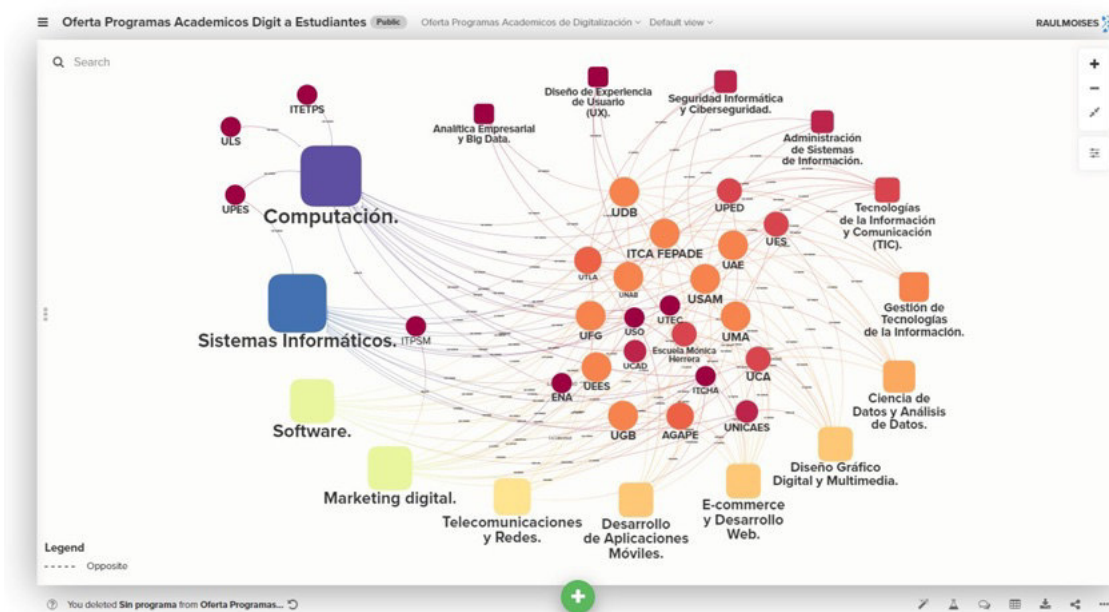 Oferta Programas Academicos Digit a Estudiantes
Public
Oferta Programas Academicos de Digitalización
Default view
RAULMOISES
Search
ITETPS
ULS
UPES
Computación.
Sistemas Informáticos.
ITPSM
Software.
Marketing digital.
Telecomunicaciones
y Redes.
Desarrollo
de Aplicaciones
Móviles.
E-commerce
y Desarrollo
Web.
Diseño Gráfico
Digital y Multimedia.
Ciencia de
Datos y Análisis
de Datos.
Gestión de
Tecnologías
de la Información.
Tecnologías
de la Información
y Comunicación
(TIC).
Administración
de Sistemas
de Información.
Seguridad Informática
y Ciberseguridad.
Diseño de Experiencia
de Usuario
(UX).
Analítica Empresarial
y Big Data.
UDB
UPED
UES
ITCA FEPADE
UAE
UTLA
UNAB
USAM
UTEC
UFG
USO
UMA
Escuela Mónica
Herrera
UCAD
UEES
UCA
ENA
ITCHA
UGB
AGAPE
UNICAES
Legend
Opposite
You deleted Sin programa from Oferta Programas...